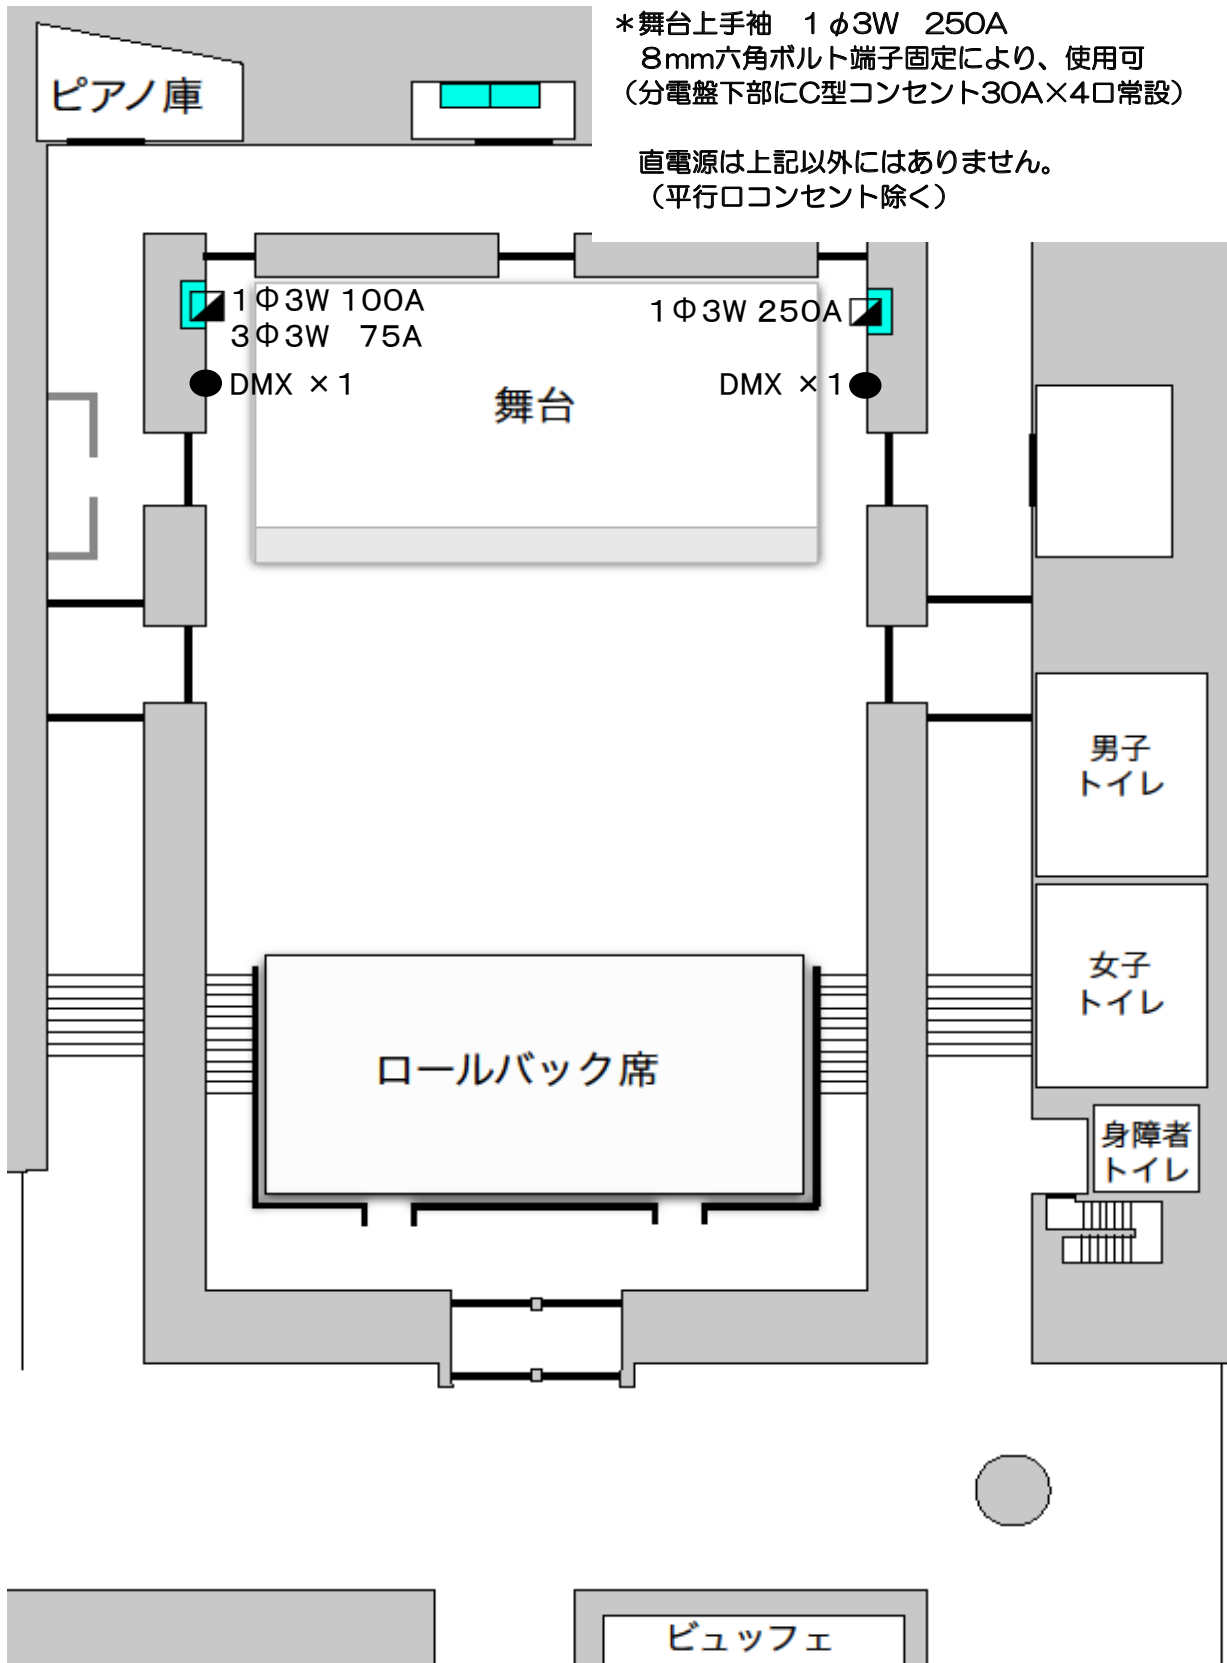 ＊舞台上手袖　１φ3W　250A
８mm六角ボルト端子固定により、使用可
（分電盤下部にC型コンセント30A×4口常設）
直電源は上記以外にはありません。
（平行口コンセント除く）
ピアノ庫
１Φ3W 100A
３Φ3W　75A
DMX ×１
１Φ3W 250A
DMX ×１
舞台
男子
トイレ
女子
トイレ
ロールバック席
身障者
トイレ
ビュッフェ